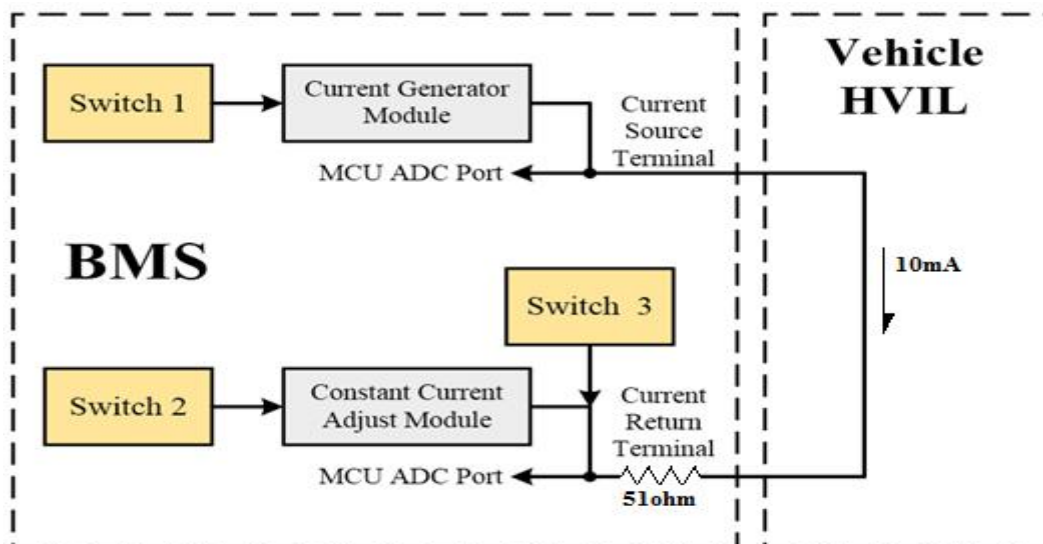 Vehicle
HVIL
Switch 1
Current Generator
Module
Current
Source
Terminal
MCU ADC Port
BMS
10mA
Switch 3
Switch 2
Constant Current
Adjust Module
Current
Return
Terminal
MCU ADC Port
51ohm